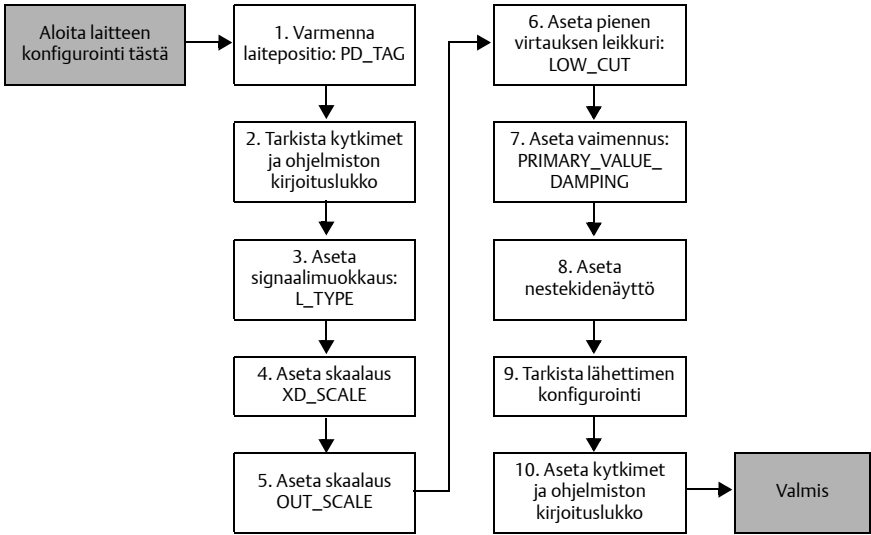 Aloita laitteen
konfigurointi tästä
1. Varmenna
laitepositio: PD_TAG
2. Tarkista kytkimet
ja ohjelmiston
kirjoituslukko
3. Aseta
signaalimuokkaus:
L_TYPE
4. Aseta skaalaus
XD_SCALE
5. Aseta skaalaus
OUT_SCALE
6. Aseta pienen
virtauksen leikkuri:
LOW_CUT
7. Aseta vaimennus:
PRIMARY_VALUE_
DAMPING
8. Aseta
nestekidenäyttö
9. Tarkista lähettimen
konfigurointi
10. Aseta kytkimet
ja ohjelmiston
kirjoituslukko
Valmis